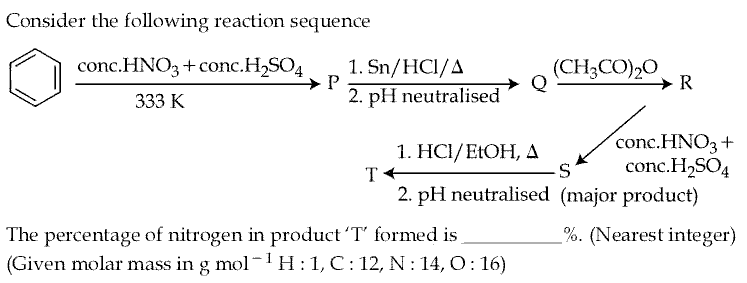 Consider the following reaction sequence
conc.HNO₃+conc.H₂SO₄
333 K
P
1. Sn/HCl/Δ
2. pH neutralised
Q
(CH₃CO)₂O
R
conc.HNO₃+
conc.H₂SO₄
S
(major product)
1. HCl/EtOH, Δ
2. pH neutralised
T
The percentage of nitrogen in product 'T' formed is ________%. (Nearest integer)
(Given molar mass in g mol⁻¹ H : 1, C : 12, N : 14, O : 16)